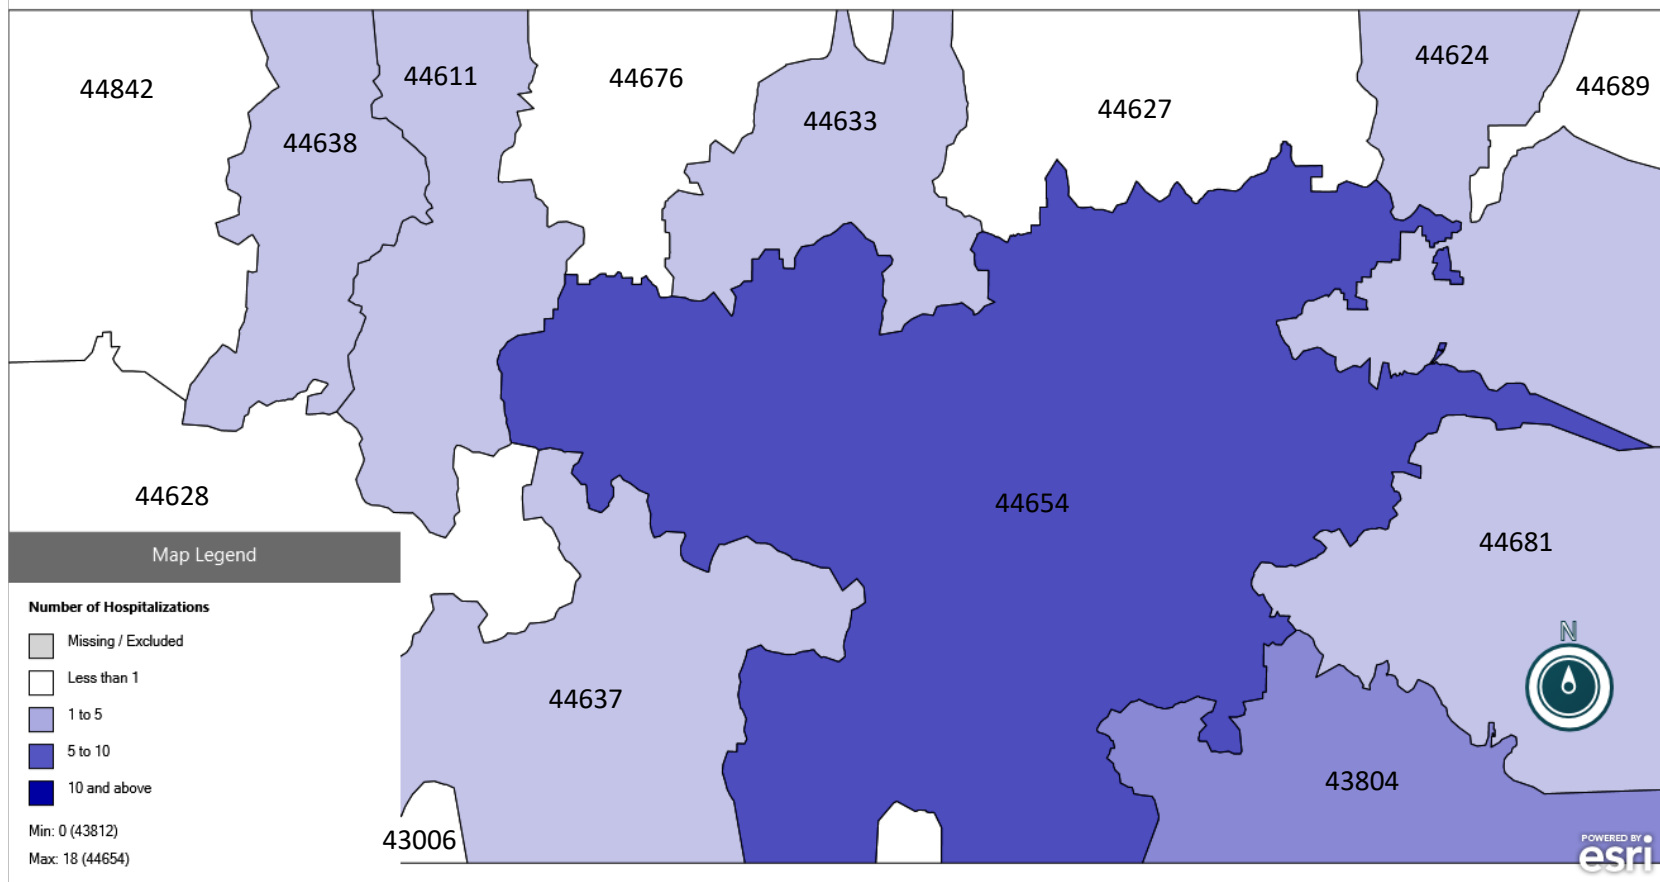 44842
44638
44611
44676
44633
44627
44624
44689
44628
44654
44681
44637
43804
43006
Map Legend
Number of Hospitalizations
Missing / Excluded
Less than 1
1 to 5
5 to 10
10 and above
Min: 0 (43812)
Max: 18 (44654)
N
POWERED BY
esri